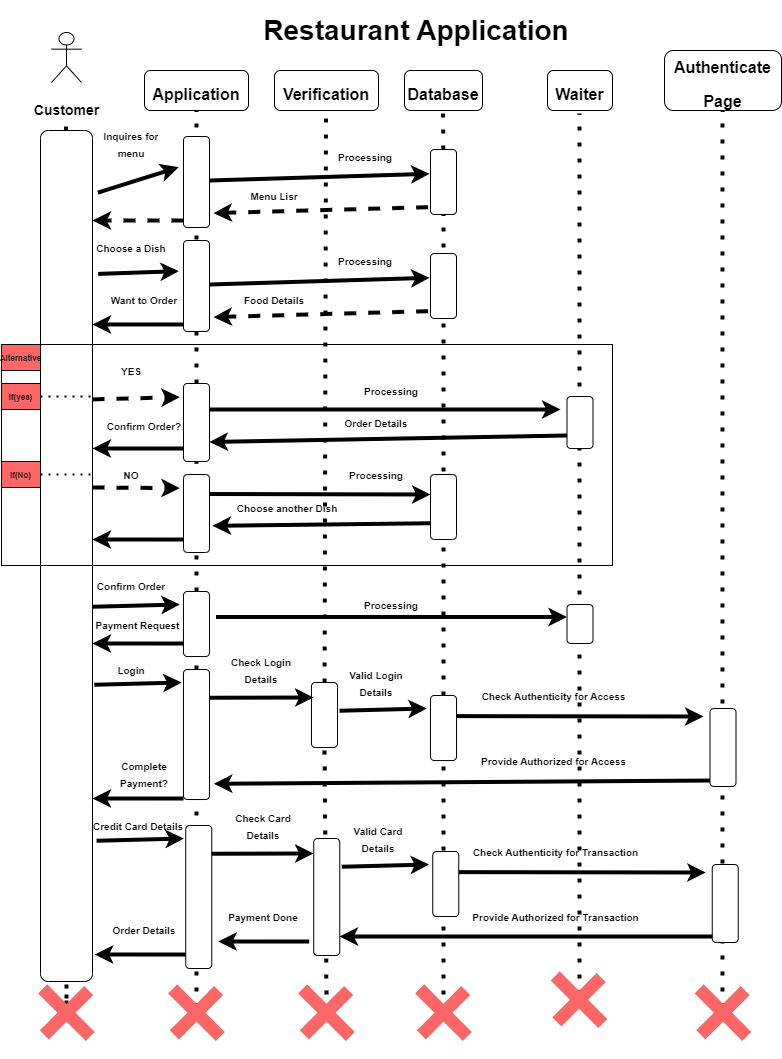 Restaurant Application
Customer
Application
Verification
Database
Waiter
Authenticate
Page
Inquires for
menu
Processing
Menu Lisr
Choose a Dish
Processing
Want to Order
Food Details
Alternative
YES
If(yes)
Processing
Confirm Order?
Order Details
If(No)
NO
Processing
Choose another Dish
Confirm Order
Processing
Payment Request
Login
Check Login
Details
Valid Login
Details
Check Authenticity for Access
Provide Authorized for Access
Complete
Payment?
Credit Card Details
Check Card
Details
Valid Card
Details
Check Authenticity for Transaction
Provide Authorized for Transaction
Payment Done
Order Details